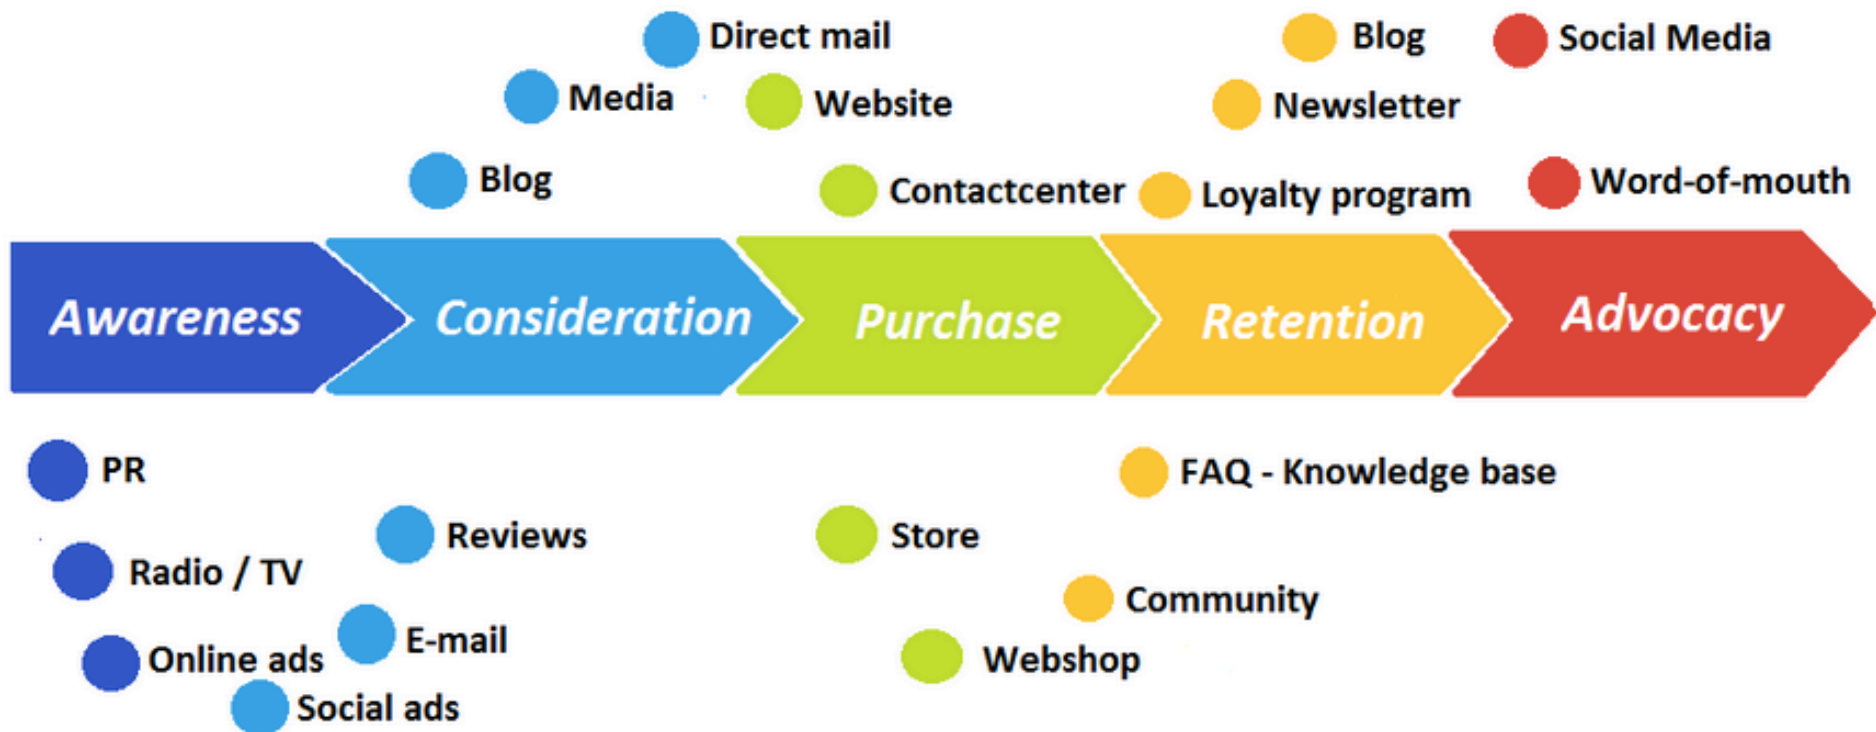 Direct mail
Blog
Social Media
Media
Website
Newsletter
Blog
Contactcenter
Loyalty program
Word-of-mouth
Awareness
Consideration
Purchase
Retention
Advocacy
PR
FAQ - Knowledge base
Reviews
Store
Radio / TV
Community
E-mail
Online ads
Webshop
Social ads